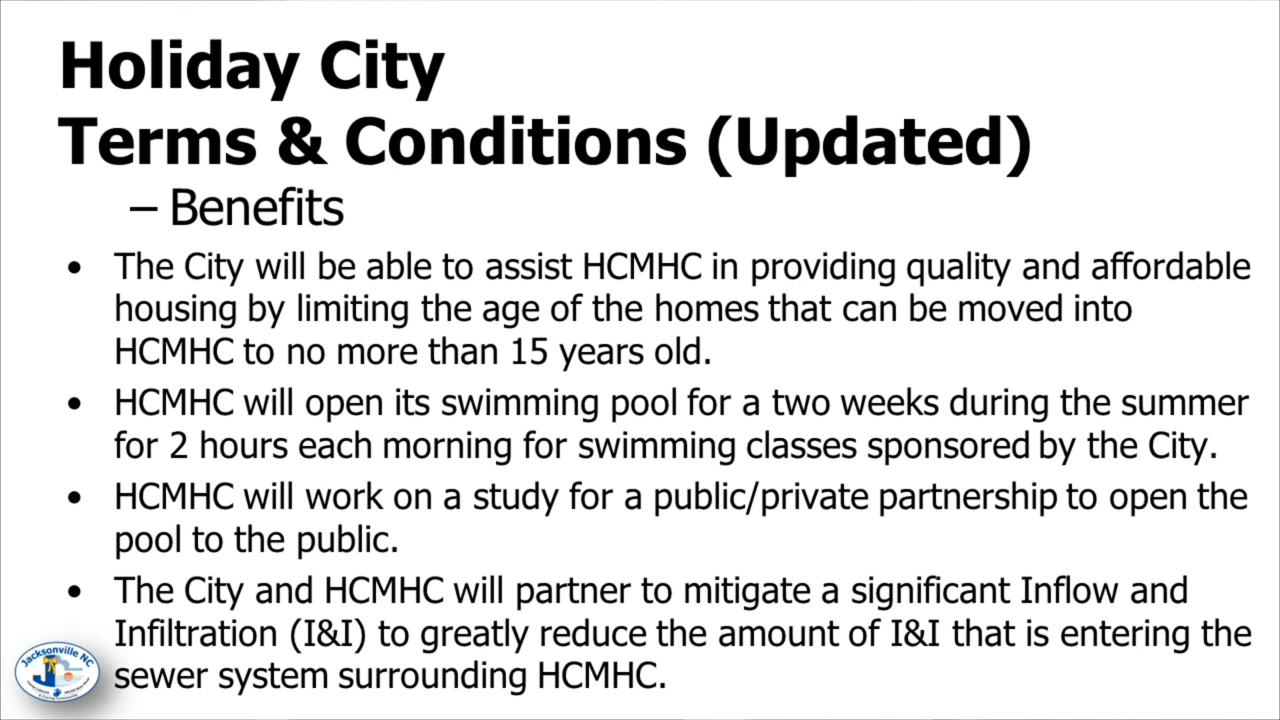 Holiday City
Terms & Conditions (Updated)
– Benefits
• The City will be able to assist HCMHC in providing quality and affordable
housing by limiting the age of the homes that can be moved into
HCMHC to no more than 15 years old.
• HCMHC will open its swimming pool for a two weeks during the summer
for 2 hours each morning for swimming classes sponsored by the City.
• HCMHC will work on a study for a public/private partnership to open the
pool to the public.
• The City and HCMHC will partner to mitigate a significant Inflow and
Infiltration (I&I) to greatly reduce the amount of I&I that is entering the
sewer system surrounding HCMHC.
Jacksonville NC